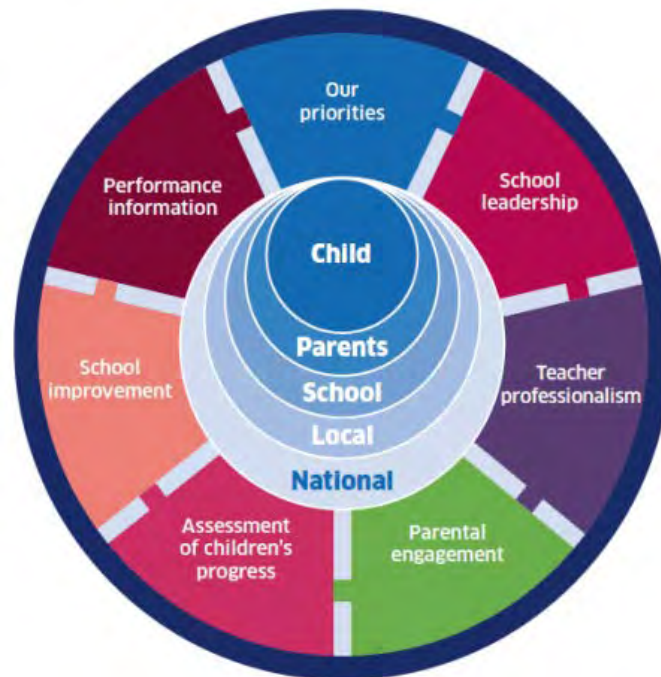 Our
priorities
School
leadership
Teacher
professionalism
Parental
engagement
Assessment
of children's
progress
School
improvement
Performance
information
Child
Parents
School
Local
National